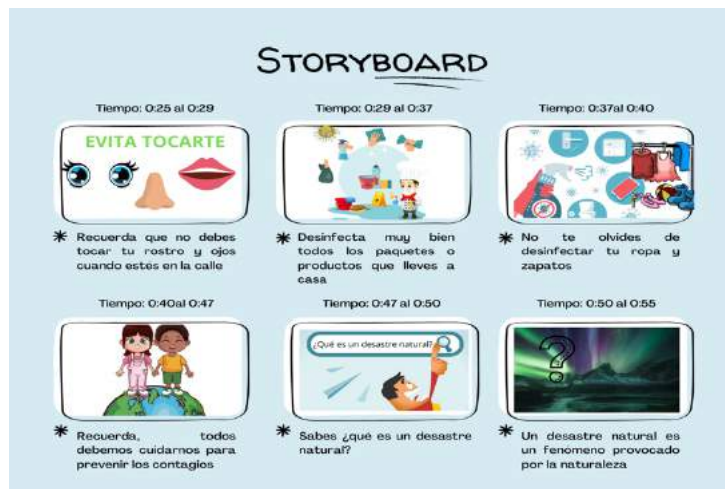 STORYBOARD
Tiempo: 0:25 al 0:29
EVITA TOCARTE
Recuerda que no debes
tocar tu rostro y ojos
cuando estés en la calle
Tiempo: 0:29 al 0:37
Desinfecta muy bien
todos los paquetes o
productos que lleves a
casa
Tiempo: 0:37al 0:40
No te olvides de
desinfectar tu ropa y
zapatos
Tiempo: 0:40al 0:47
Recuerda, todos
debemos cuidarnos para
prevenir los contagios
Tiempo: 0:47 al 0:50
¿Qué es un desastre natural?
Sabes ¿qué es un desastre
natural?
Tiempo: 0:50 al 0:55
?
Un desastre natural es
un fenómeno provocado
por la naturaleza